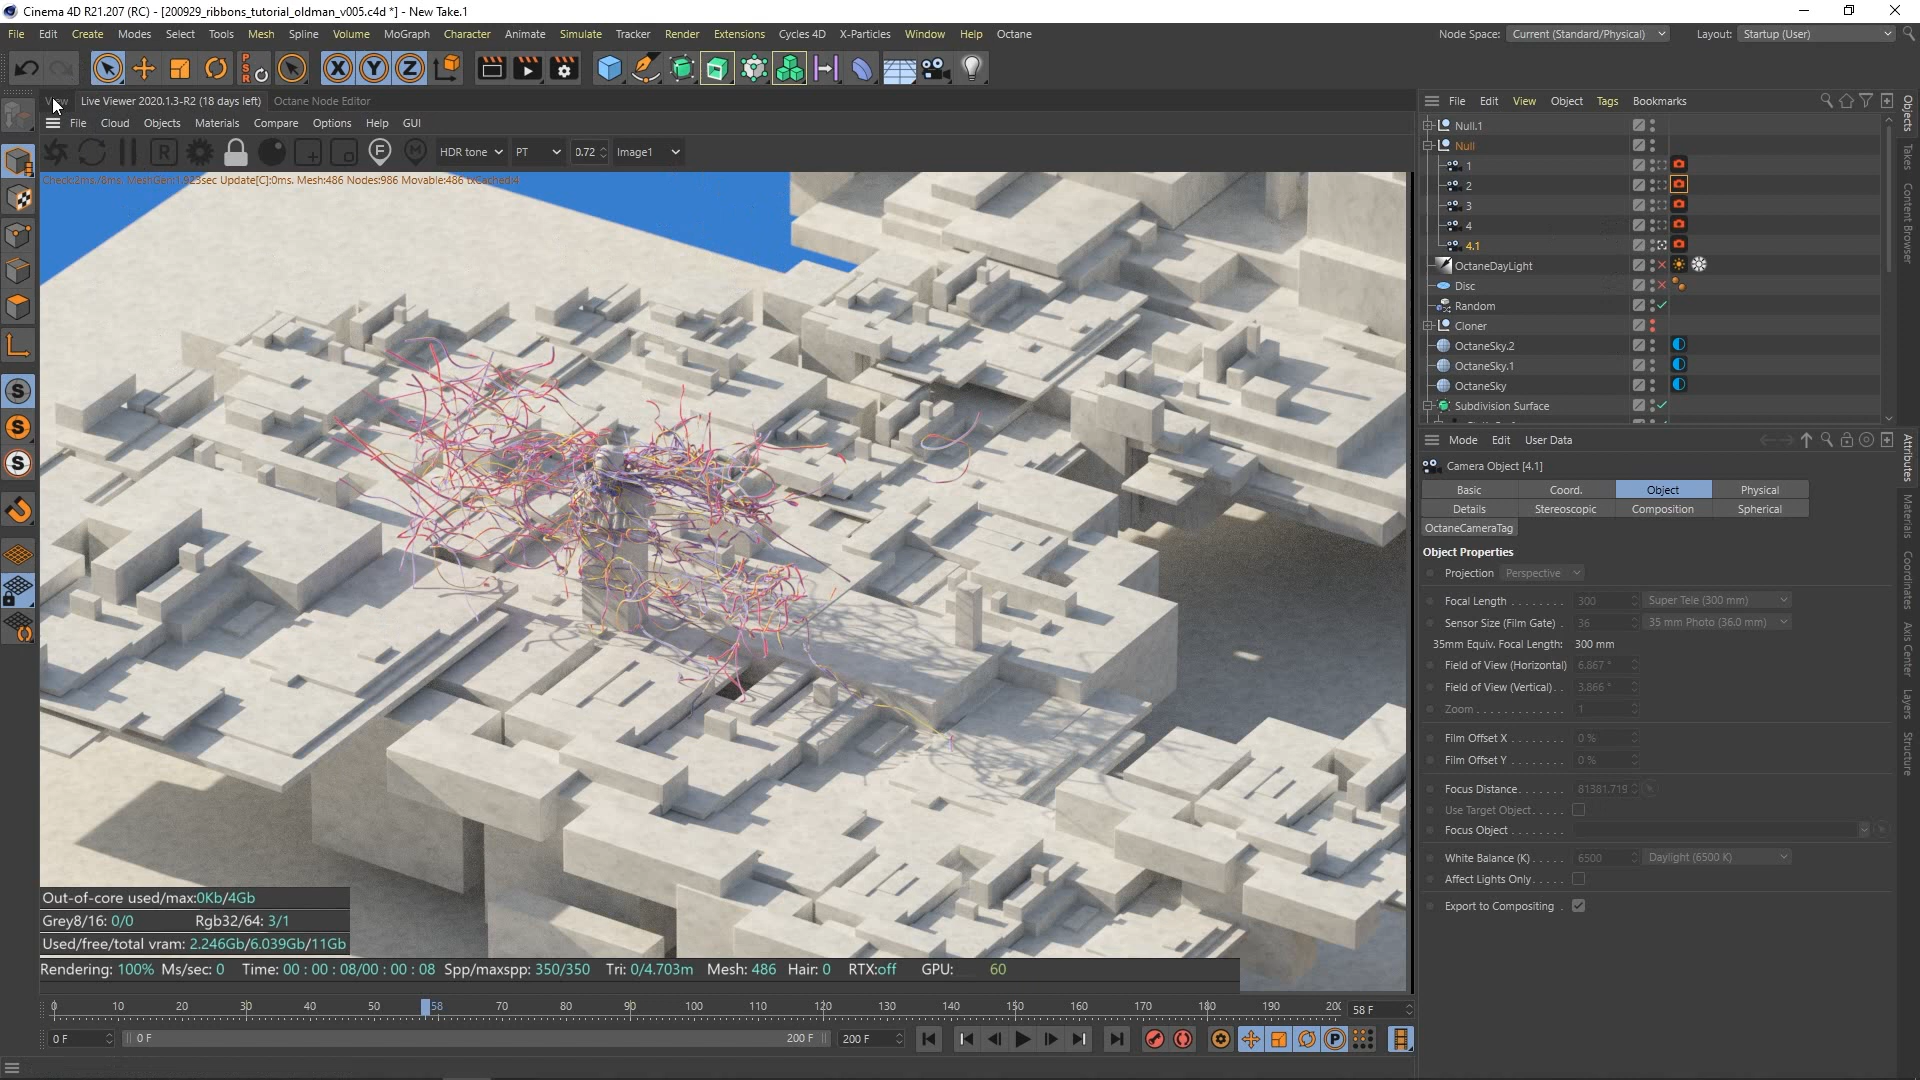 Cinema 4D R21.207 (RC) - [200929_ribbons_tutorial_oldman_v005.c4d *] - New Take.1
File Edit Create Modes Select Tools Mesh Spline Volume MoGraph Character Animate Simulate Tracker Render Extensions Cycles 4D X-Particles Window Help Octane
Node Space: Current (Standard/Physical) Layout: Startup (User)
P
S
R
X Y Z
Live Viewer 2020.1.3-R2 (18 days left) Octane Node Editor
File Cloud Objects Materials Compare Options Help GUI
R F M HDR tone PT 0.72 Image1
Out-of-core used/max:0Kb/4Gb
Grey8/16: 0/0 Rgb32/64: 3/1
Used/free/total vram: 2.246Gb/6.039Gb/11Gb
Rendering: 100% Ms/sec: 0 Time: 00 : 00 : 08/00 : 00 : 08 Spp/maxspp: 350/350 Tri: 0/4.703m Mesh: 486 Hair: 0 RTX:off GPU: 60
0 10 20 30 40 50 58 70 80 90 100 110 120 130 140 150 160 170 180 190 58 F
0 F 0 F 200 F 200 F
File Edit View Object Tags Bookmarks
Null.1
Null
1
2
3
4
4.1
OctaneDayLight
Disc
Random
Cloner
OctaneSky.2
OctaneSky.1
OctaneSky
Subdivision Surface
Mode Edit User Data
Camera Object [4.1]
Basic Coord. Object Physical
Details Stereoscopic Composition Spherical
OctaneCameraTag
Object Properties
Projection Perspective
Focal Length 300 Super Tele (300 mm)
Sensor Size (Film Gate) 36 35 mm Photo (36.0 mm)
35mm Equiv. Focal Length: 300 mm
Field of View (Horizontal) 6.867 °
Field of View (Vertical) 3.866 °
Zoom 1
Film Offset X 0 %
Film Offset Y 0 %
Focus Distance 81381.719
Use Target Object
Focus Object
White Balance (K) 6500 Daylight (6500 K)
Affect Lights Only
Export to Compositing
Objects
Takes
Content Browser
Attributes
Materials
Coordinates
Axis Center
Layers
Structure